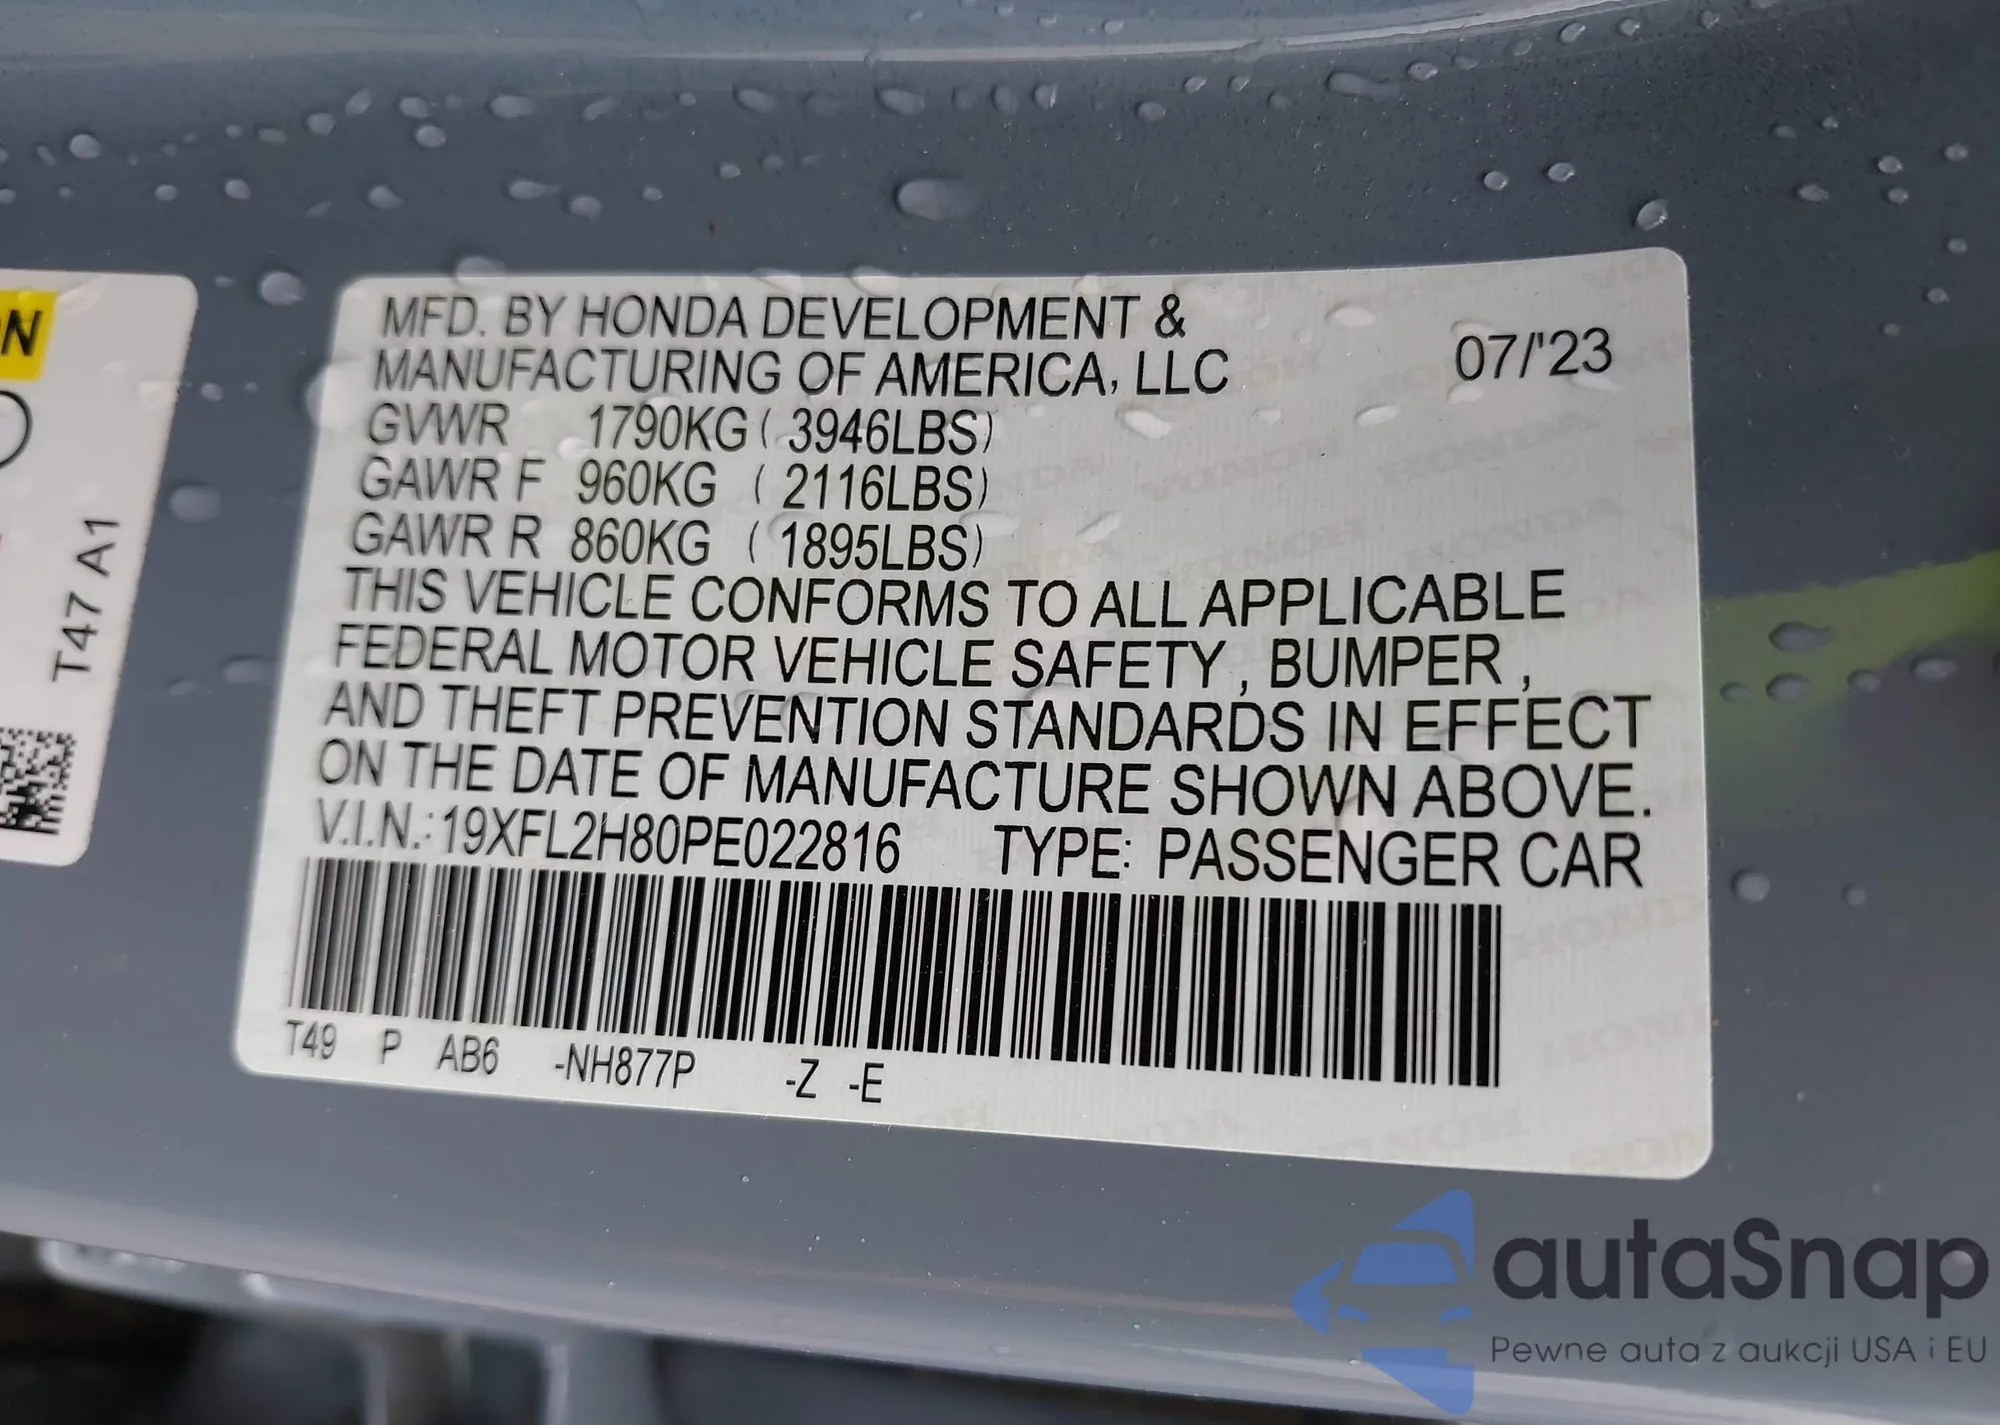 ON
T47 A1
MFD. BY HONDA DEVELOPMENT &
MANUFACTURING OF AMERICA, LLC
07/'23
GVWR 1790KG ( 3946LBS)
GAWR F 960KG ( 2116LBS)
GAWR R 860KG ( 1895LBS)
THIS VEHICLE CONFORMS TO ALL APPLICABLE
FEDERAL MOTOR VEHICLE SAFETY , BUMPER ,
AND THEFT PREVENTION STANDARDS IN EFFECT
ON THE DATE OF MANUFACTURE SHOWN ABOVE.
V.I.N.: 19XFL2H80PE022816 TYPE: PASSENGER CAR
T49 P AB6 -NH877P -Z -E
autaSnap
Pewne auta z aukcji USA i EU